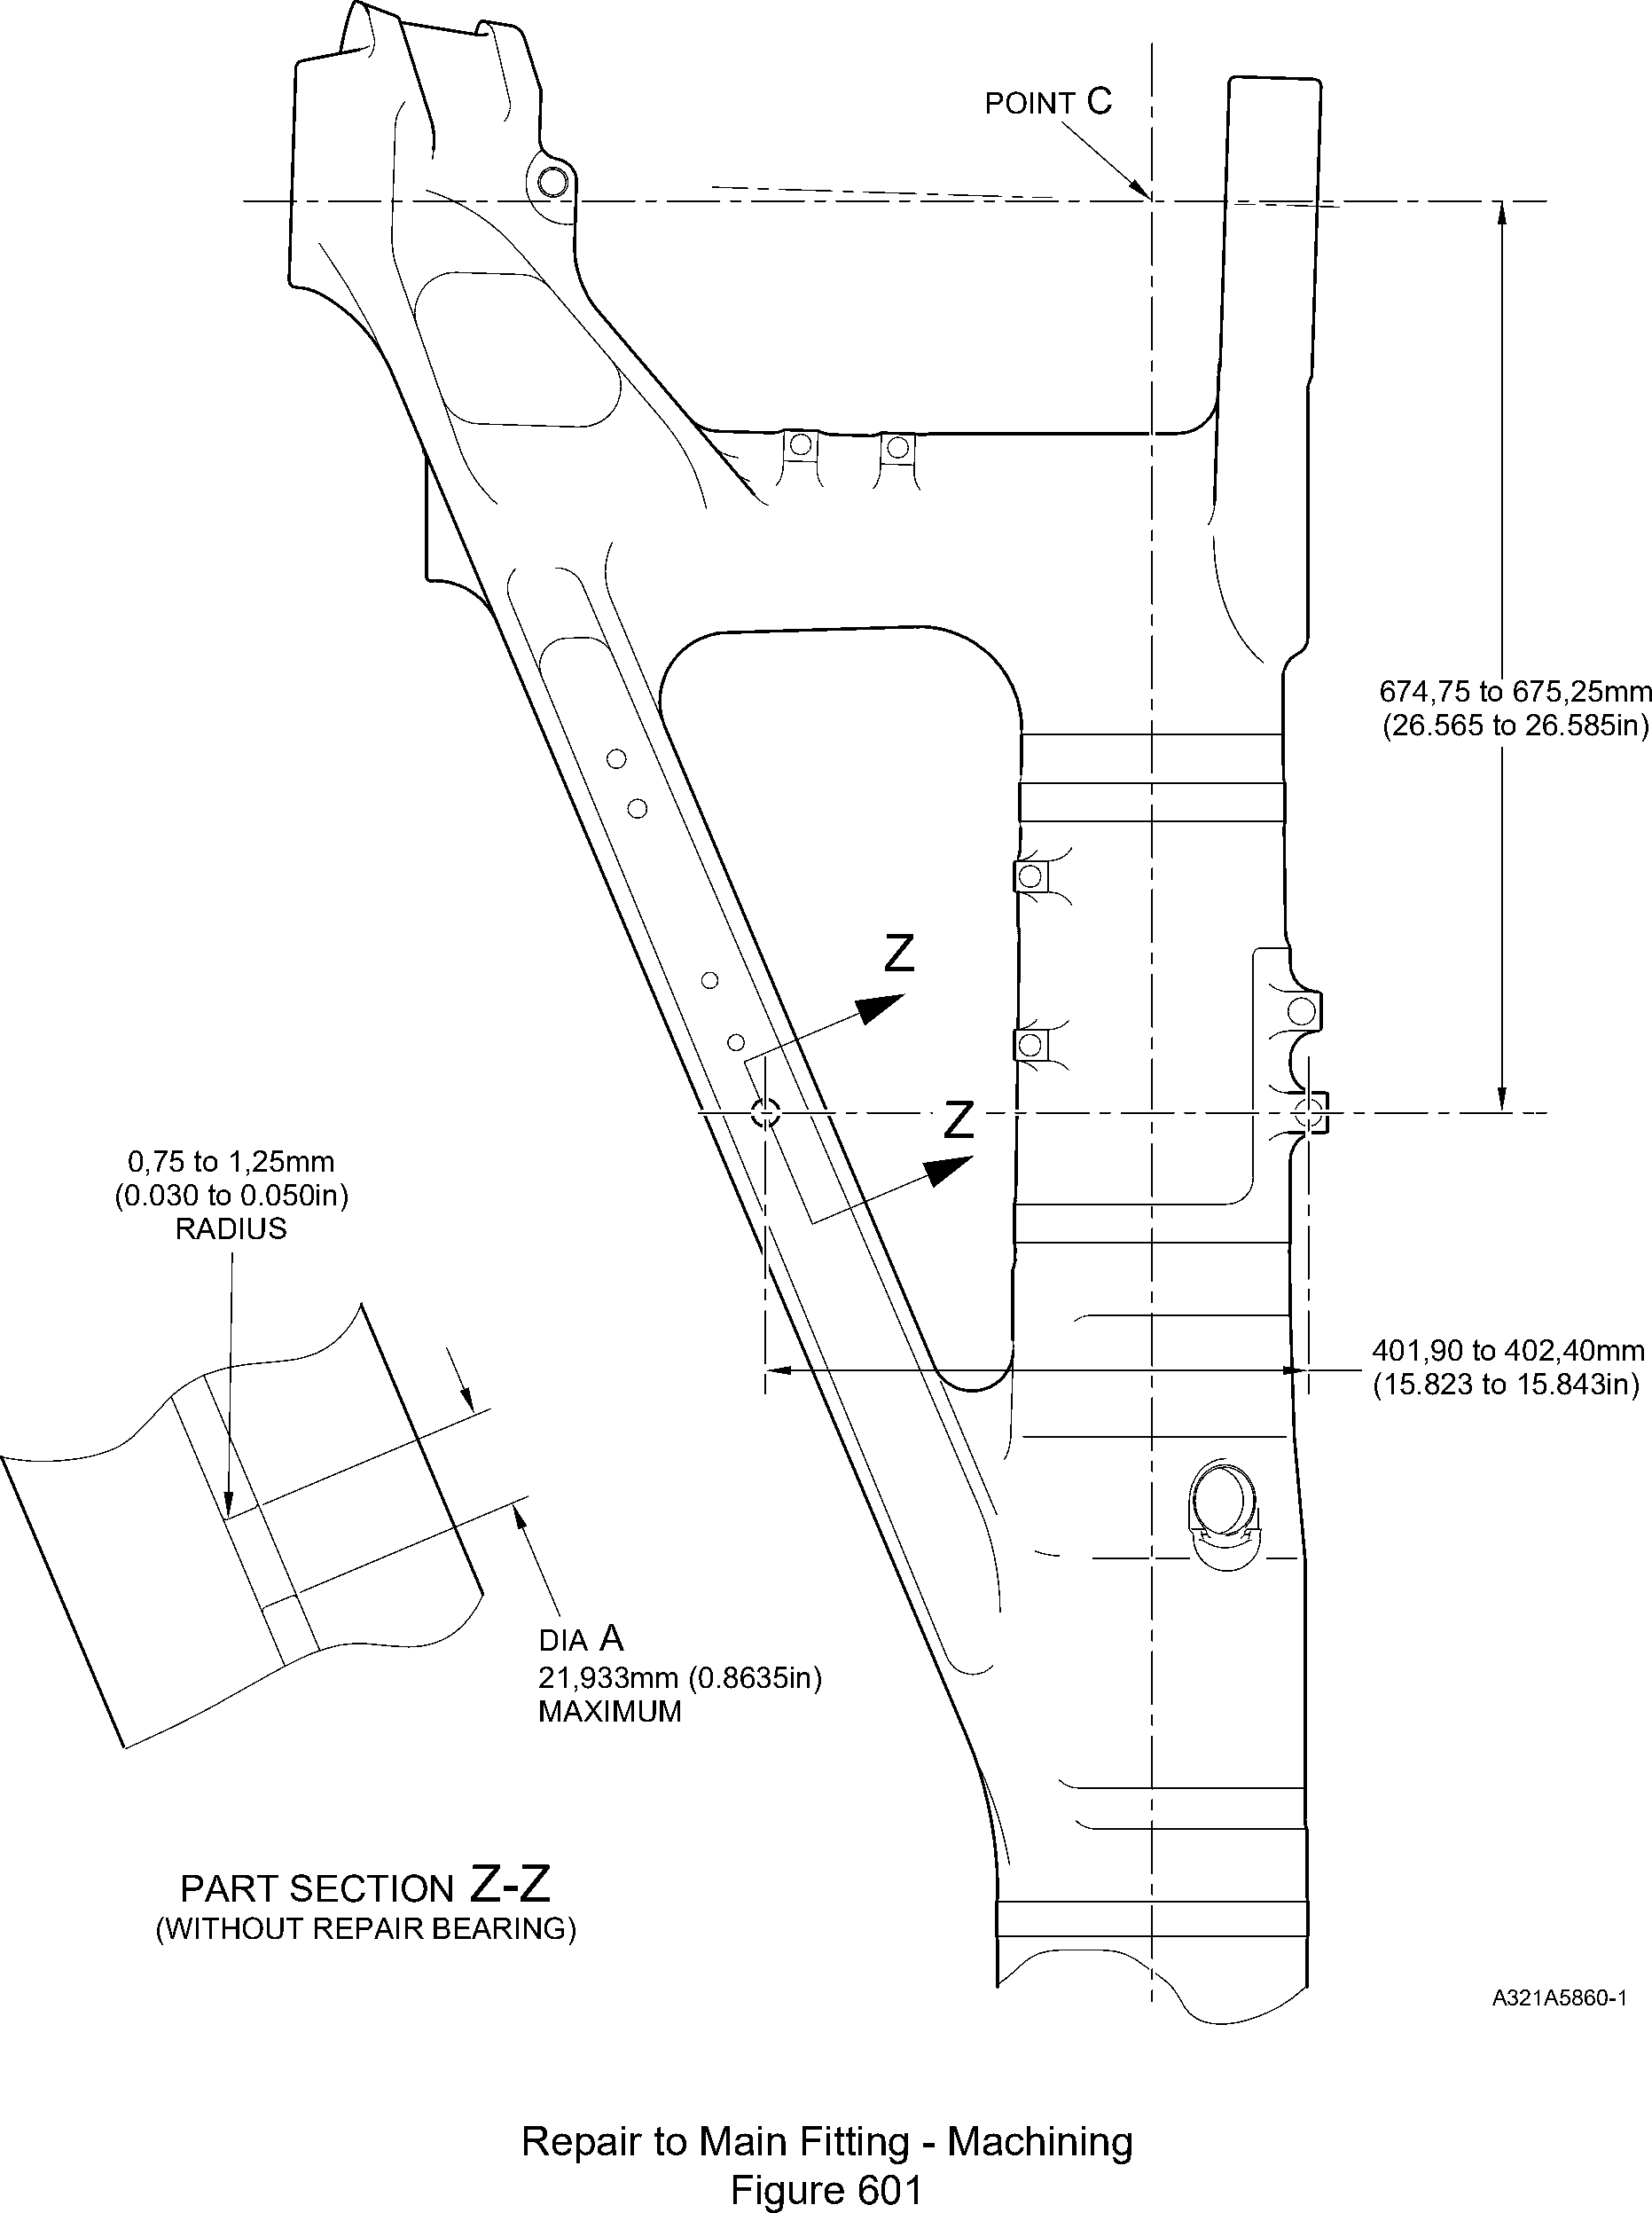 POINT C
674,75 to 675,25mm
(26.565 to 26.585in)
Z
Z
0,75 to 1,25mm
(0.030 to 0.050in)
RADIUS
401,90 to 402,40mm
(15.823 to 15.843in)
DIA A
21,933mm (0.8635in)
MAXIMUM
PART SECTION Z-Z
(WITHOUT REPAIR BEARING)
A321A5860-1
Repair to Main Fitting - Machining
Figure 601